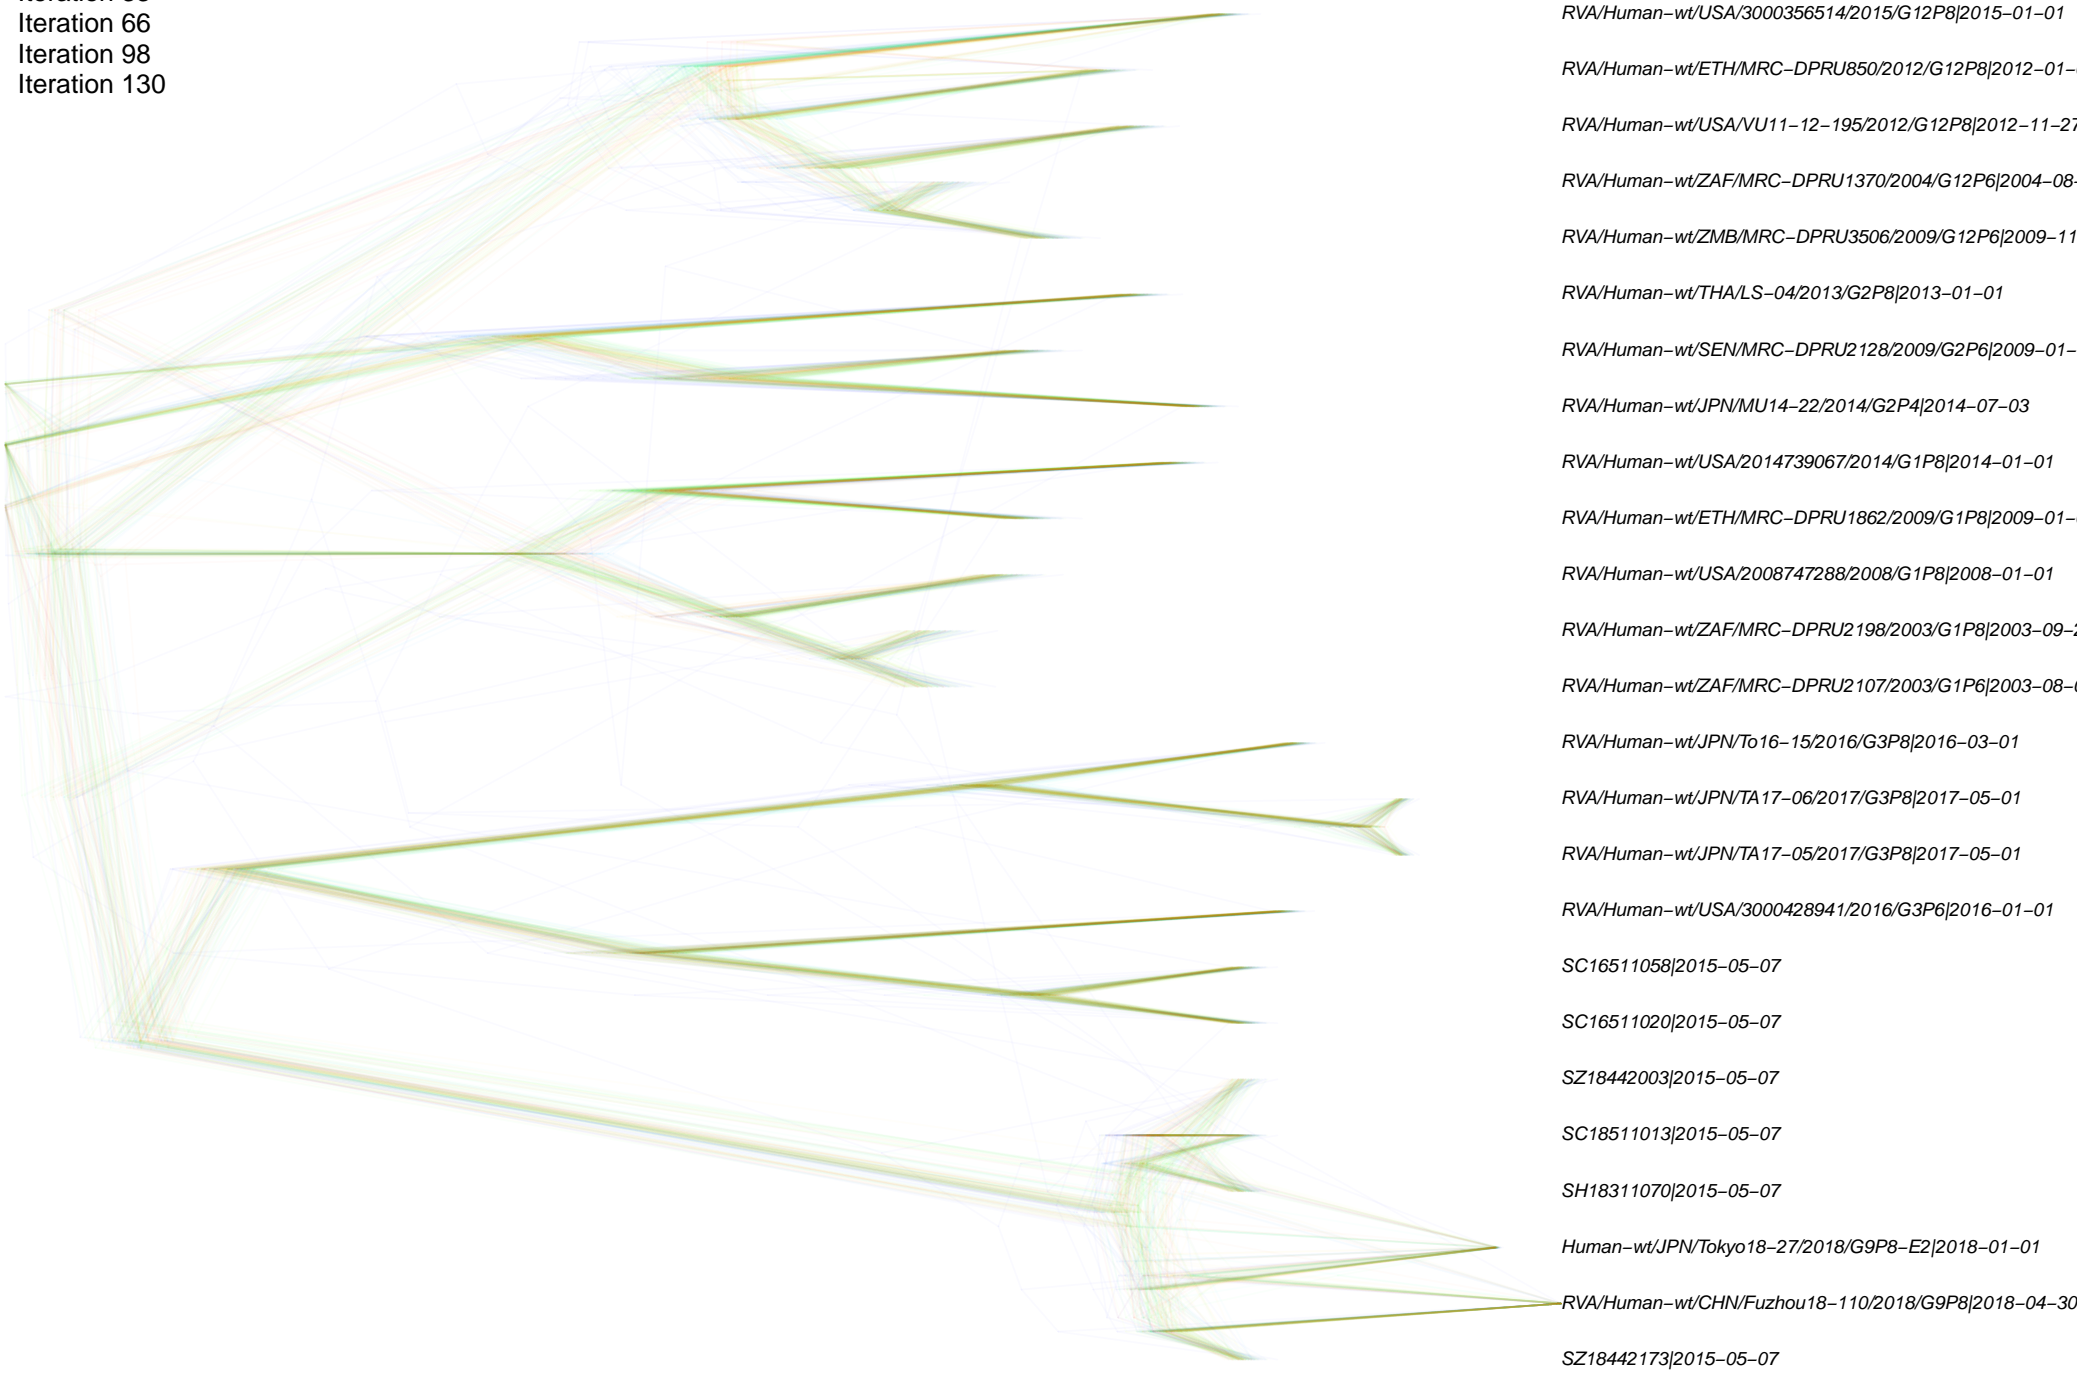 Iteration 66
Iteration 98
Iteration 130
RVA/Human–wt/USA/3000356514/2015/G12P8|2015–01–01
RVA/Human–wt/ETH/MRC–DPRU850/2012/G12P8|2012–01–
RVA/Human–wt/USA/VU11–12–195/2012/G12P8|2012–11–27
RVA/Human–wt/ZAF/MRC–DPRU1370/2004/G12P6|2004–08–
RVA/Human–wt/ZMB/MRC–DPRU3506/2009/G12P6|2009–11
RVA/Human–wt/THA/LS–04/2013/G2P8|2013–01–01
RVA/Human–wt/SEN/MRC–DPRU2128/2009/G2P6|2009–01–
RVA/Human–wt/JPN/MU14–22/2014/G2P4|2014–07–03
RVA/Human–wt/USA/2014739067/2014/G1P8|2014–01–01
RVA/Human–wt/ETH/MRC–DPRU1862/2009/G1P8|2009–01–
RVA/Human–wt/USA/2008747288/2008/G1P8|2008–01–01
RVA/Human–wt/ZAF/MRC–DPRU2198/2003/G1P8|2003–09–2
RVA/Human–wt/ZAF/MRC–DPRU2107/2003/G1P6|2003–08–
RVA/Human–wt/JPN/To16–15/2016/G3P8|2016–03–01
RVA/Human–wt/JPN/TA17–06/2017/G3P8|2017–05–01
RVA/Human–wt/JPN/TA17–05/2017/G3P8|2017–05–01
RVA/Human–wt/USA/3000428941/2016/G3P6|2016–01–01
SC16511058|2015–05–07
SC16511020|2015–05–07
SZ18442003|2015–05–07
SC18511013|2015–05–07
SH18311070|2015–05–07
Human–wt/JPN/Tokyo18–27/2018/G9P8–E2|2018–01–01
RVA/Human–wt/CHN/Fuzhou18–110/2018/G9P8|2018–04–30
SZ18442173|2015–05–07